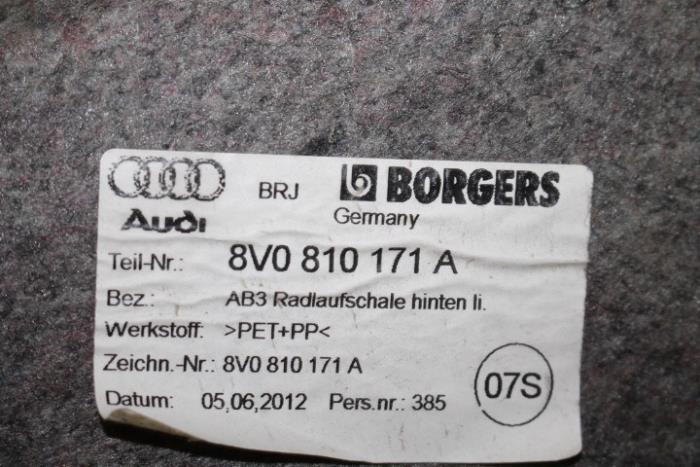 BRJ BORGERS
Audi Germany
Teil-Nr.: 8V0 810 171 A
Bez.: AB3 Radlaufschale hinten li.
Werkstoff: >PET+PP<
Zeichn.-Nr.: 8V0 810 171 A
Datum: 05,06,2012 Pers.nr.: 385
07S